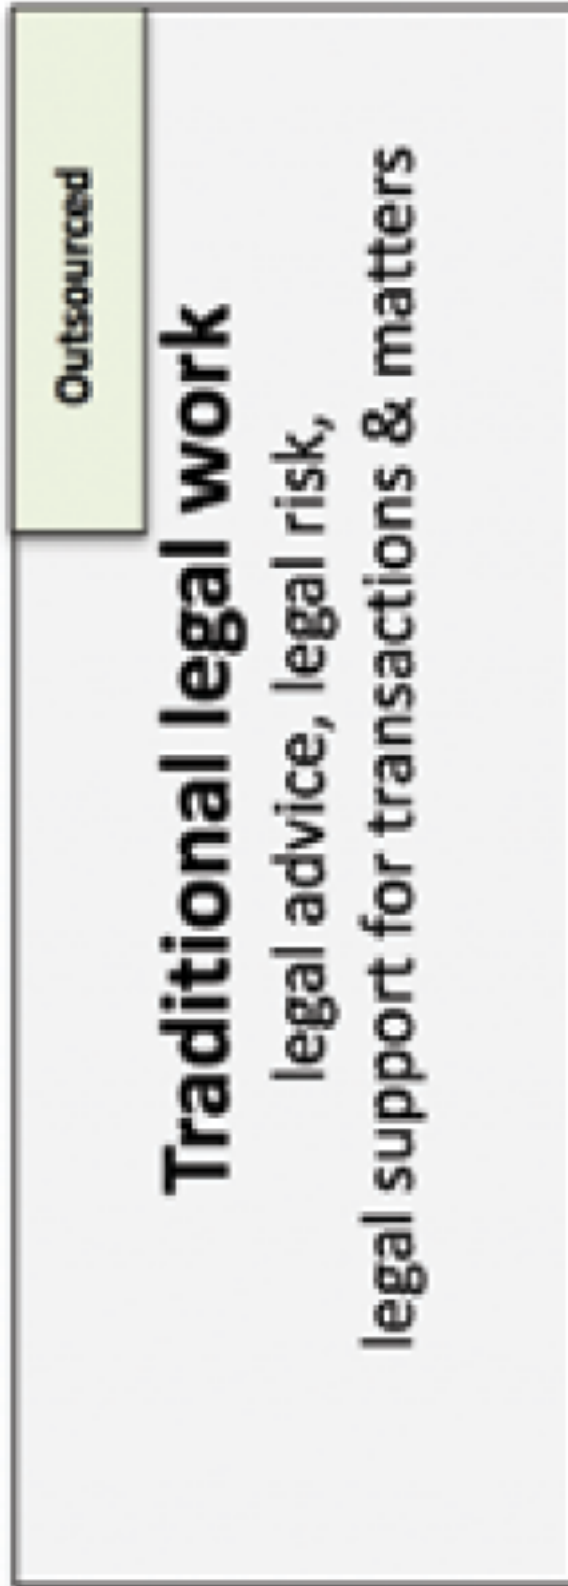 Outsourced
Traditional legal work
legal advice, legal risk,
legal support for transactions & matters